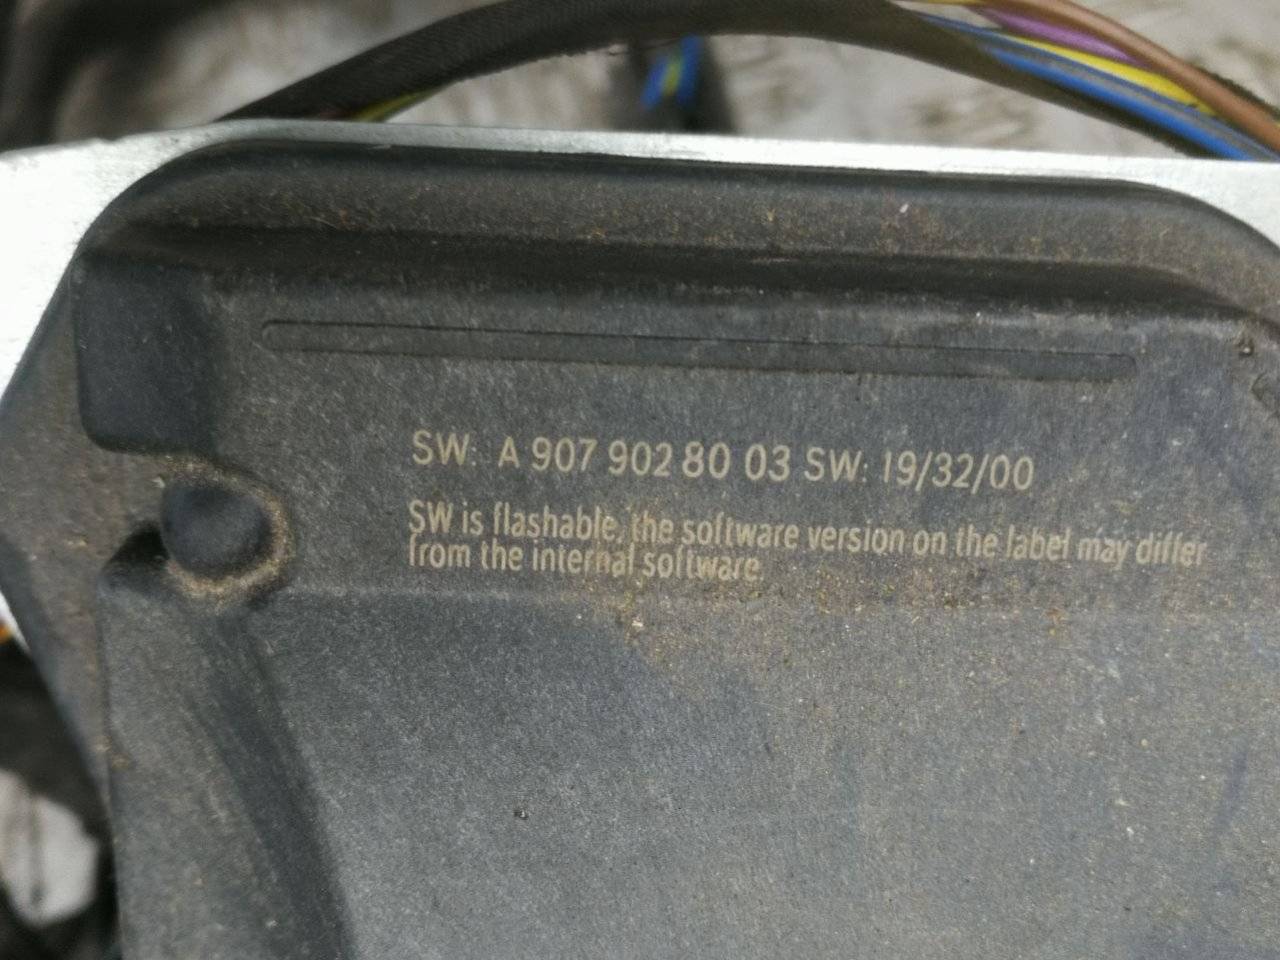 SW: A 907 902 80 03 SW: 19/32/00
SW is flashable, the software version on the label may differ
from the internal software.